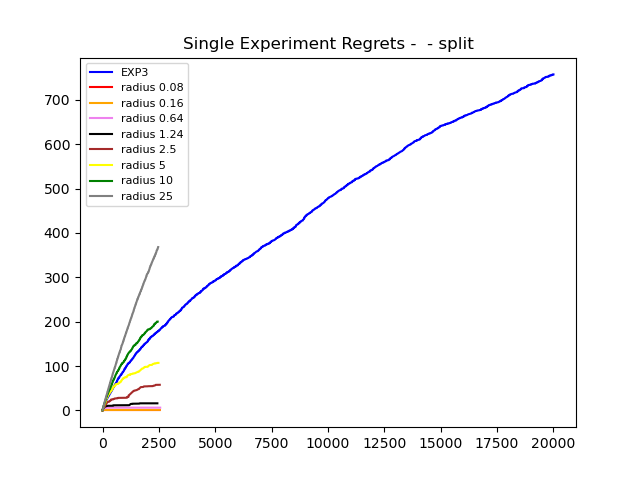 Single Experiment Regrets -  - split
EXP3
radius 0.08
radius 0.16
radius 0.64
radius 1.24
radius 2.5
radius 5
radius 10
radius 25
700
600
500
400
300
200
100
0
0 2500 5000 7500 10000 12500 15000 17500 20000